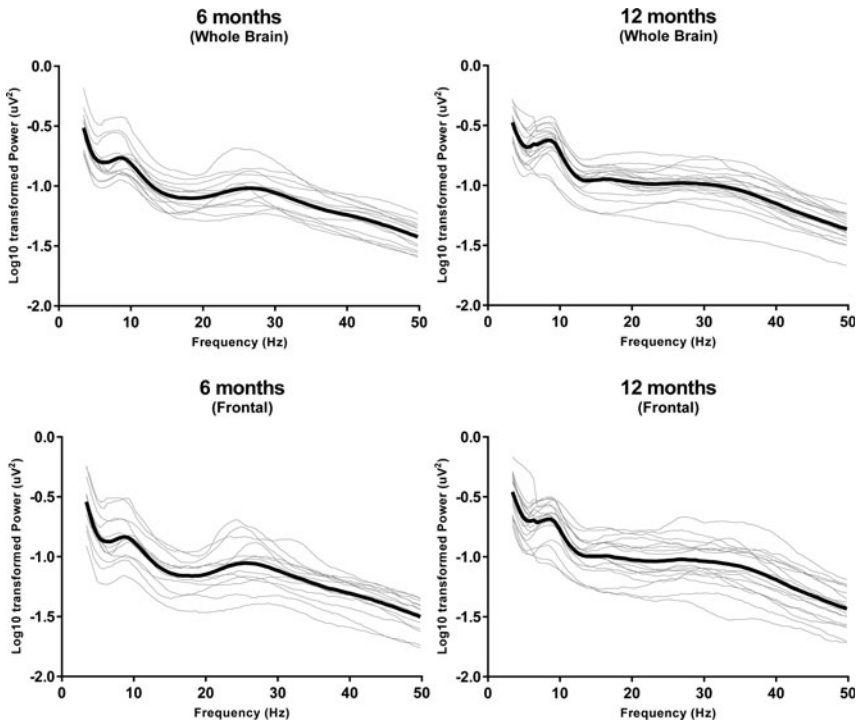 6 months
(Whole Brain)
0.0
-0.5
-1.0
-1.5
-2.0
0 10 20 30 40 50
Log10 transformed Power (uV²)
Frequency (Hz)
12 months
(Whole Brain)
0.0
-0.5
-1.0
-1.5
-2.0
0 10 20 30 40 50
Log10 transformed Power (uV²)
Frequency (Hz)
6 months
(Frontal)
0.0
-0.5
-1.0
-1.5
-2.0
0 10 20 30 40 50
Log10 transformed Power (uV²)
Frequency (Hz)
12 months
(Frontal)
0.0
-0.5
-1.0
-1.5
-2.0
0 10 20 30 40 50
Log10 transformed Power (uV²)
Frequency (Hz)